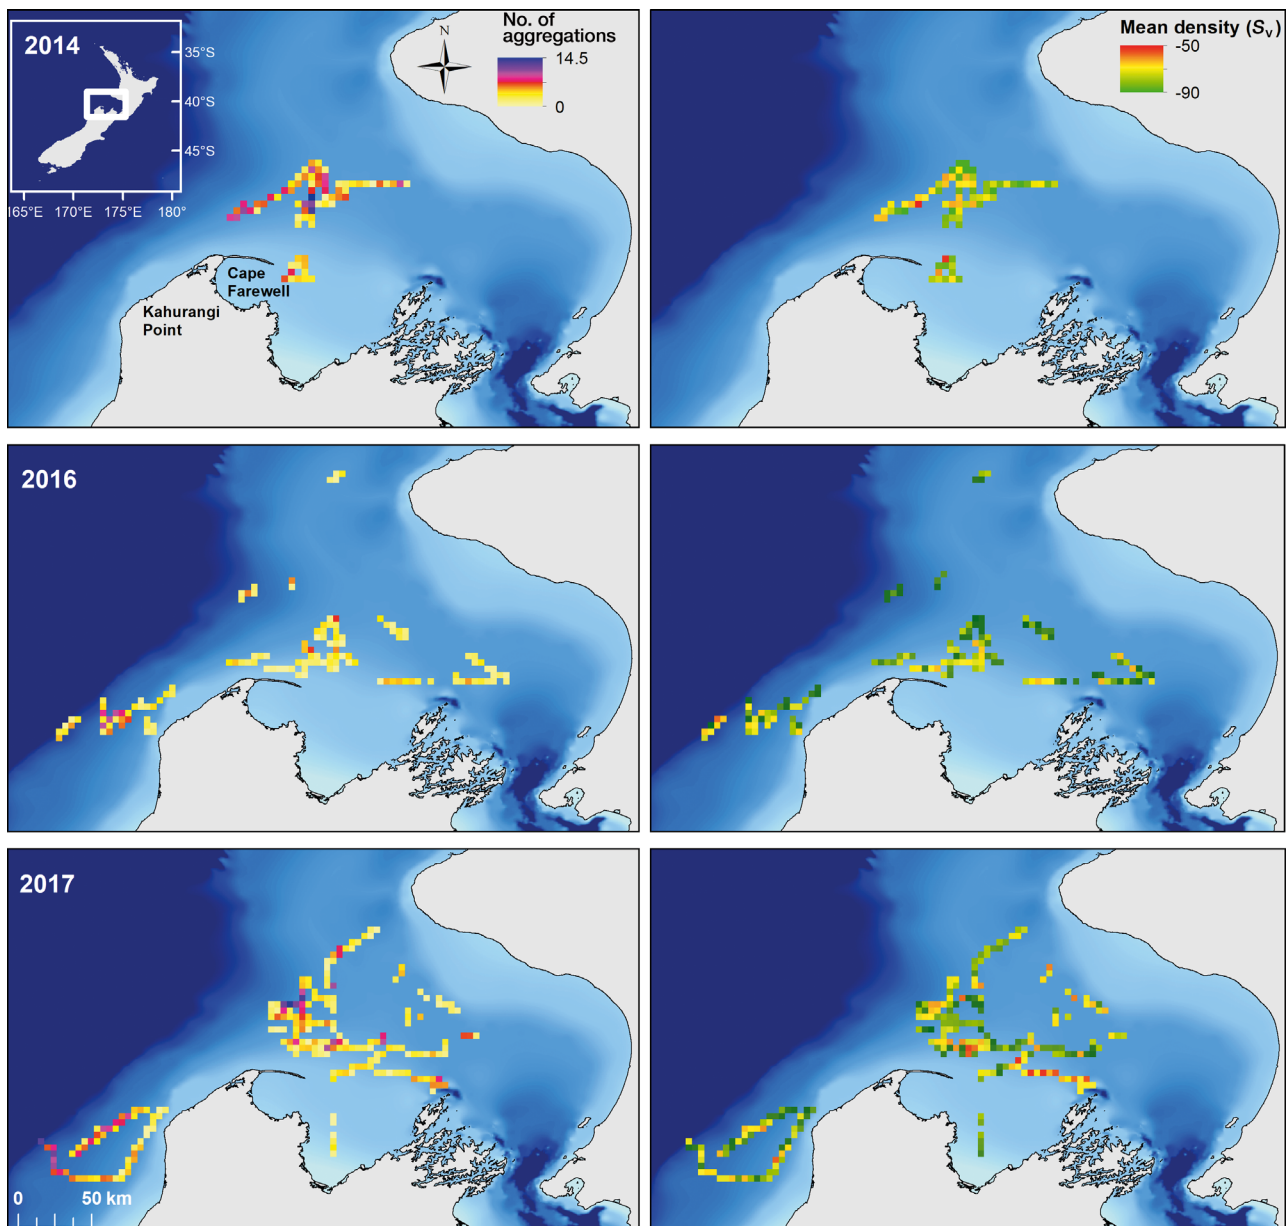 2014
No. of
aggregations
14.5
0
N
35°S
40°S
45°S
165°E 170°E 175°E 180°
Cape
Farewell
Kahurangi
Point
Mean density (Sv)
-50
-90
2016
2017
0 50 km